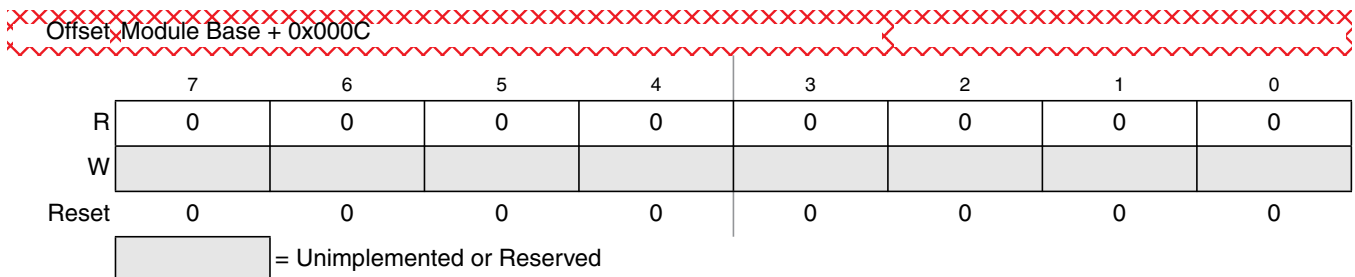 Offset Module Base + 0x000C
7 6 5 4 3 2 1 0
R 0 0 0 0 0 0 0 0
W
Reset 0 0 0 0 0 0 0 0
= Unimplemented or Reserved